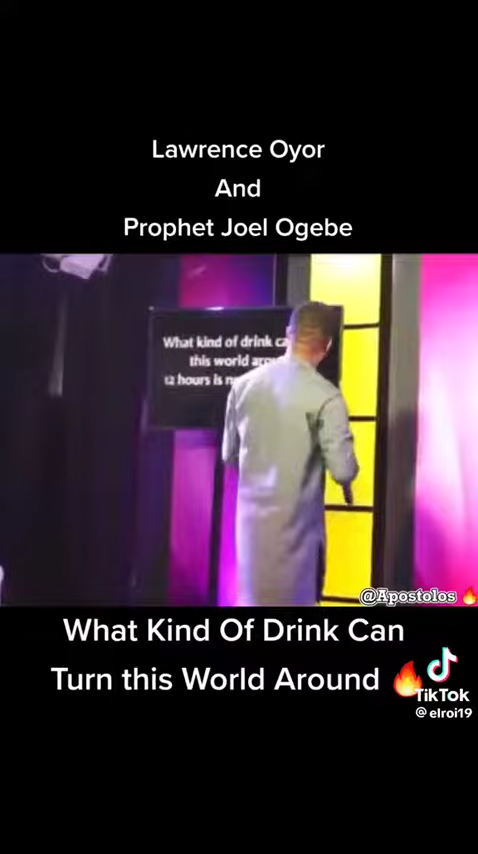 Lawrence Oyor
And
Prophet Joel Ogebe
What kind of drink
this world
12 hours is
@Apostolos 🔥
What Kind Of Drink Can
Turn this World Around 🔥
TikTok
@elroi19